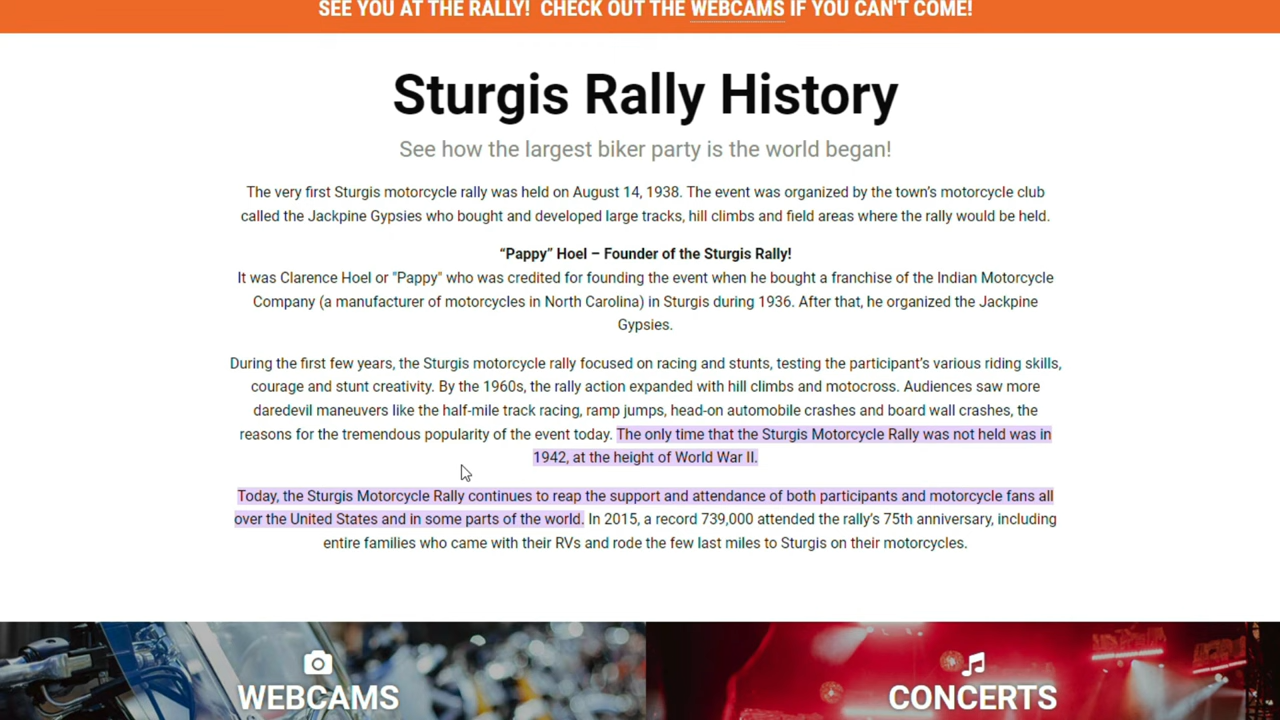 SEE YOU AT THE RALLY! CHECK OUT THE WEBCAMS IF YOU CAN'T COME!
Sturgis Rally History
See how the largest biker party is the world began!
The very first Sturgis motorcycle rally was held on August 14, 1938. The event was organized by the town's motorcycle club
called the Jackpine Gypsies who bought and developed large tracks, hill climbs and field areas where the rally would be held.
“Pappy” Hoel – Founder of the Sturgis Rally!
It was Clarence Hoel or "Pappy" who was credited for founding the event when he bought a franchise of the Indian Motorcycle
Company (a manufacturer of motorcycles in North Carolina) in Sturgis during 1936. After that, he organized the Jackpine
Gypsies.
During the first few years, the Sturgis motorcycle rally focused on racing and stunts, testing the participant's various riding skills,
courage and stunt creativity. By the 1960s, the rally action expanded with hill climbs and motocross. Audiences saw more
daredevil maneuvers like the half-mile track racing, ramp jumps, head-on automobile crashes and board wall crashes, the
reasons for the tremendous popularity of the event today. The only time that the Sturgis Motorcycle Rally was not held was in
1942, at the height of World War II.
Today, the Sturgis Motorcycle Rally continues to reap the support and attendance of both participants and motorcycle fans all
over the United States and in some parts of the world. In 2015, a record 739,000 attended the rally's 75th anniversary, including
entire families who came with their RVs and rode the few last miles to Sturgis on their motorcycles.
WEBCAMS
CONCERTS